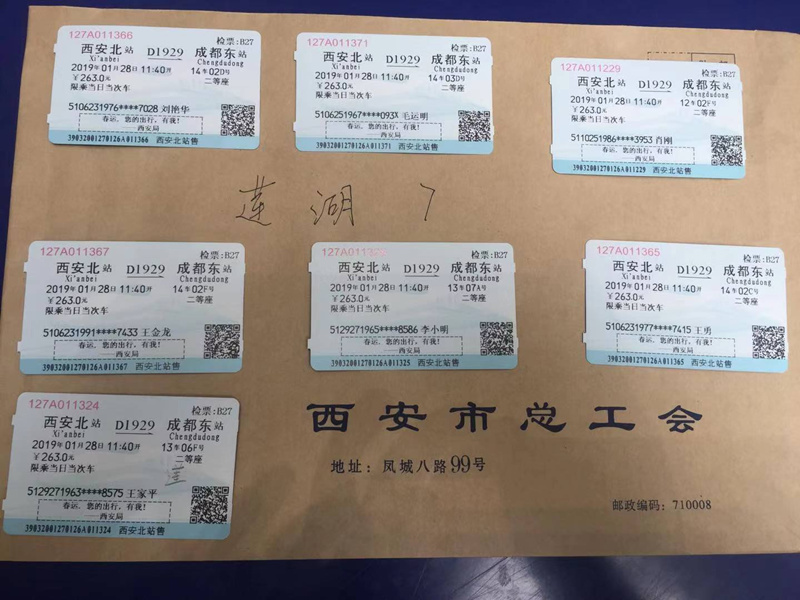 127A011366 检票:B27
西安北站 D1929 成都东站
Xi'anbei Chengdudong
2019年01月28日11:40开 14车02D号
￥263.0元 二等座
限乘当日当次车
5106231976****7028 刘艳华
春运，您的出行，有我！
——西安局
39032001270126A011366 西安北站售
127A011371 检票:B27
西安北站 D1929 成都东站
Xi'anbei Chengdudong
2019年01月28日11:40开 14车03D号
￥263.0元 二等座
限乘当日当次车
5106251967****093X 毛运明
春运，您的出行，有我！
——西安局
39032001270126A011371 西安北站售
127A011229 检票:B27
西安北站 D1929 成都东站
Xi'anbei Chengdudong
2019年01月28日11:40开 12车02F号
￥263.0元 二等座
限乘当日当次车
5110251986****3953 肖刚
春运，您的出行，有我！
——西安局
39032001270126A011229 西安北站售
莲湖 7
127A011367 检票:B27
西安北站 D1929 成都东站
Xi'anbei Chengdudong
2019年01月28日11:40开 14车02F号
￥263.0元 二等座
限乘当日当次车
5106231991****7433 王金龙
春运，您的出行，有我！
——西安局
39032001270126A011367 西安北站售
检票:B27
西安北站 D1929 成都东站
Xi'anbei Chengdudong
2019年01月28日11:40开 13车07A号
￥263.0元 二等座
限乘当日当次车
5129271965****8586 李小明
春运，您的出行，有我！
——西安局
39032001270126A011325 西安北站售
127A011365 检票:B27
西安北站 D1929 成都东站
Xi'anbei Chengdudong
2019年01月28日11:40开 14车02C号
￥263.0元 二等座
限乘当日当次车
5106231977****7415 王勇
春运，您的出行，有我！
——西安局
39032001270126A011365 西安北站售
127A011324 检票:B27
西安北站 D1929 成都东站
Xi'anbei Chengdudong
2019年01月28日11:40开 13车06F号
￥263.0元 二等座
限乘当日当次车 莲
5129271963****8575 王家平
春运，您的出行，有我！
——西安局
39032001270126A011324 西安北站售
西安市总工会
地址：凤城八路99号
邮政编码：710008